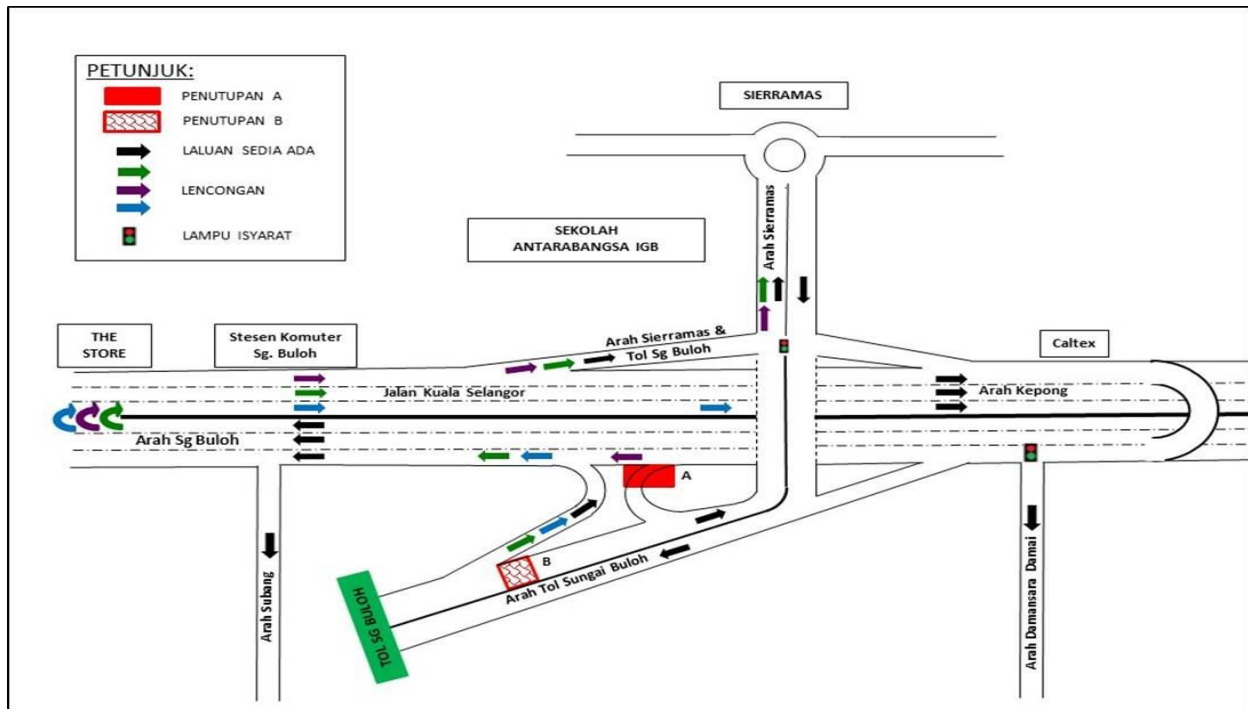 PETUNJUK:
PENUTUPAN A
PENUTUPAN B
LALUAN SEDIA ADA
LENCONGAN
LAMPU ISYARAT
SIERRAMAS
SEKOLAH
ANTARABANGSA IGB
Arah Sierramas
THE
STORE
Stesen Komuter
Sg. Buloh
Arah Sierramas &
Tol Sg Buloh
Caltex
Jalan Kuala Selangor
Arah Kepong
Arah Sg Buloh
A
B
Arah Tol Sungai Buloh
TOL SG BULOH
Arah Subang
Arah Damansara Damai